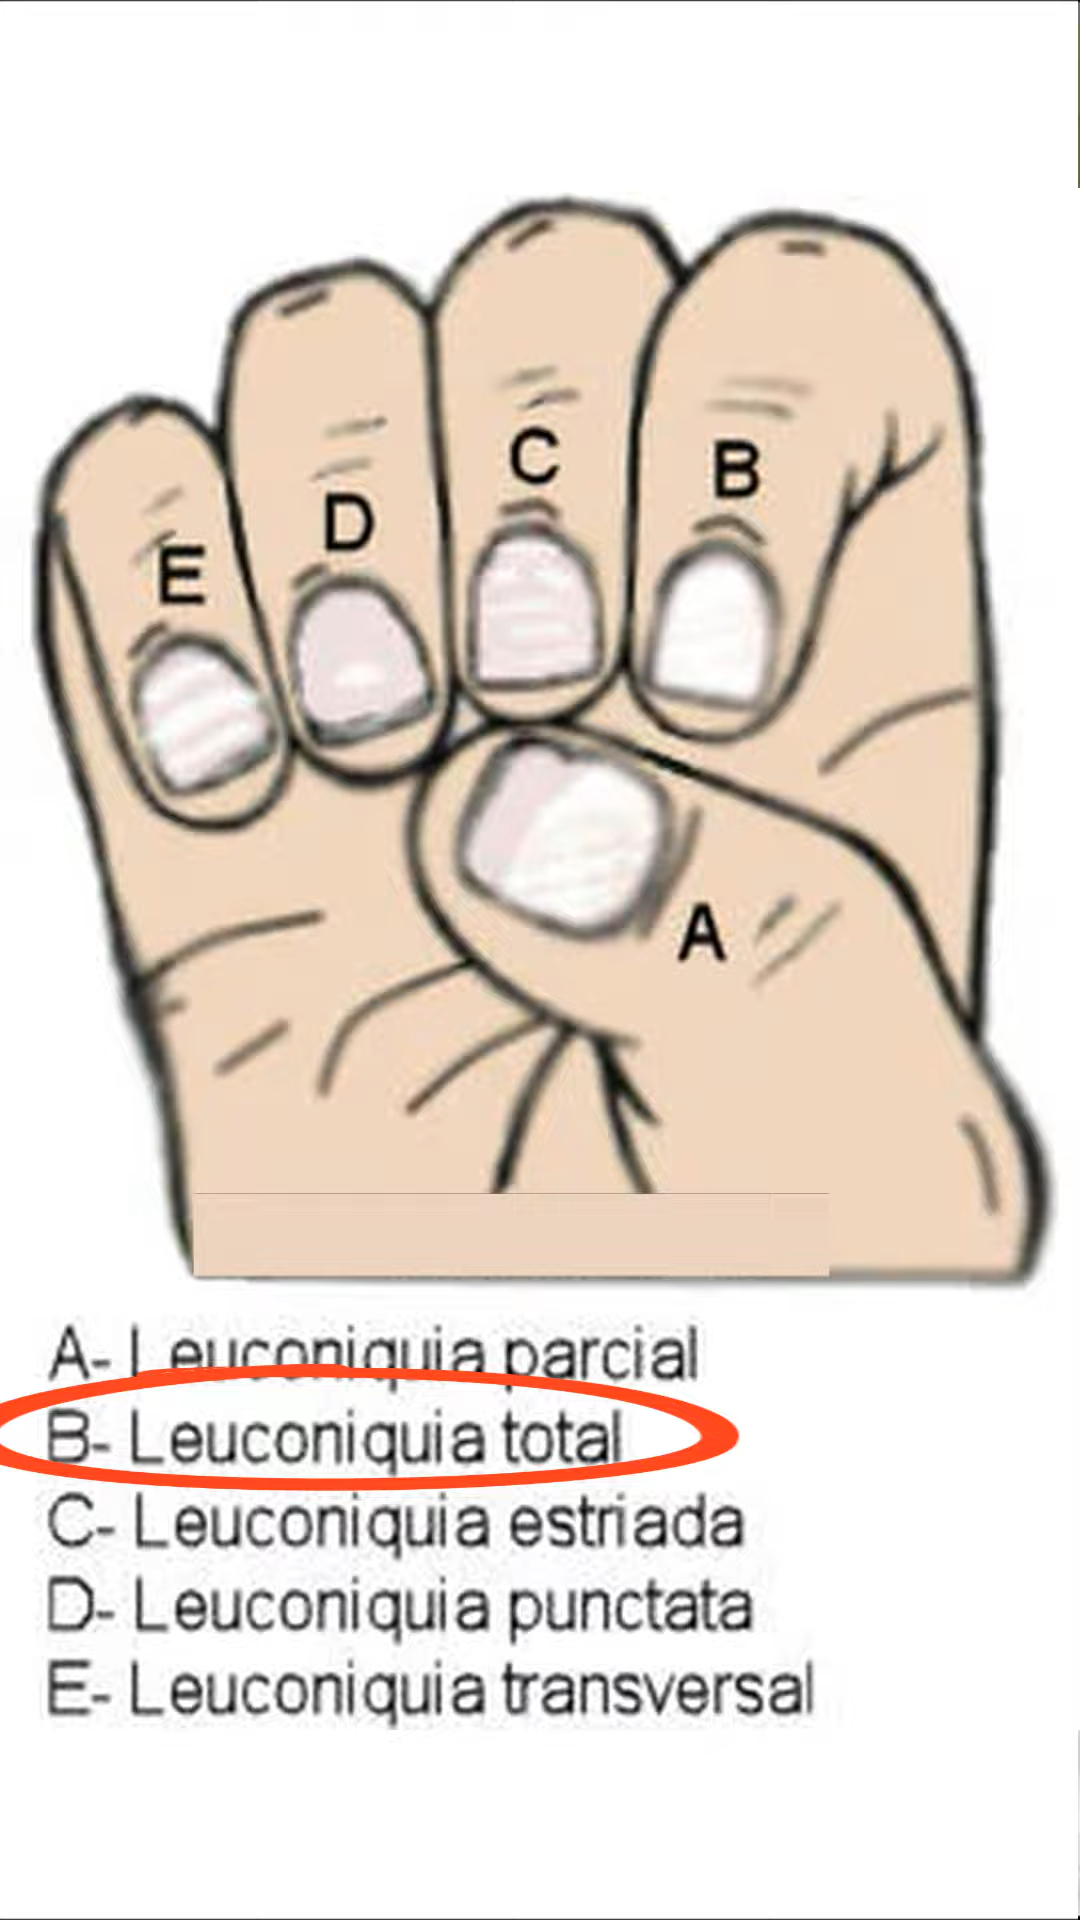 C
B
D
E
A
A- Leuconiquia parcial
B- Leuconiquia total
C- Leuconiquia estriada
D- Leuconiquia punctata
E- Leuconiquia transversal